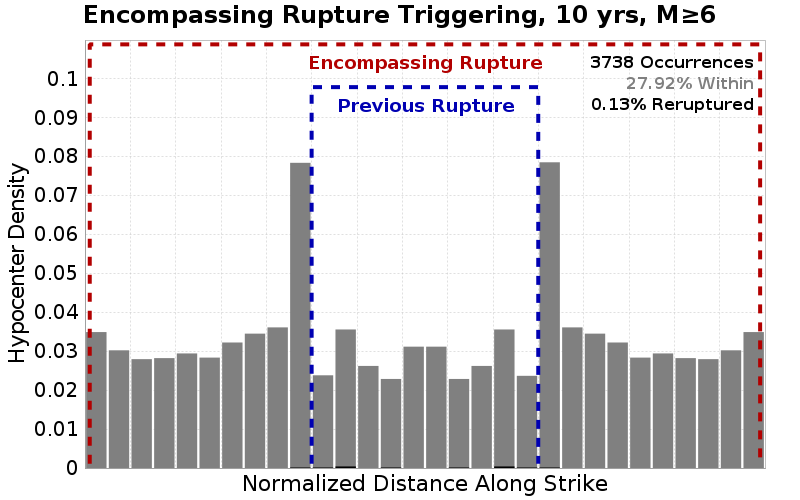 Encompassing Rupture Triggering, 10 yrs, M≥6
Encompassing Rupture
3738 Occurrences
27.92% Within
0.13% Reruptured
Previous Rupture
0.1
0.09
0.08
0.07
0.06
0.05
0.04
0.03
0.02
0.01
0
Hypocenter Density
Normalized Distance Along Strike